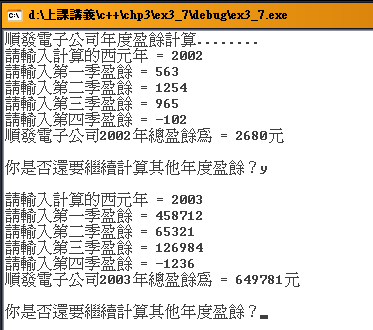 d:\上課講義\c++\chp3\ex3_7\debug\ex3_7.exe
順發電子公司年度盈餘計算........
請輸入計算的西元年 = 2002
請輸入第一季盈餘 = 563
請輸入第二季盈餘 = 1254
請輸入第三季盈餘 = 965
請輸入第四季盈餘 = -102
順發電子公司2002年總盈餘為 = 2680元
你是否還要繼續計算其他年度盈餘？y
請輸入計算的西元年 = 2003
請輸入第一季盈餘 = 458712
請輸入第二季盈餘 = 65321
請輸入第三季盈餘 = 126984
請輸入第四季盈餘 = -1236
順發電子公司2003年總盈餘為 = 649781元
你是否還要繼續計算其他年度盈餘？_